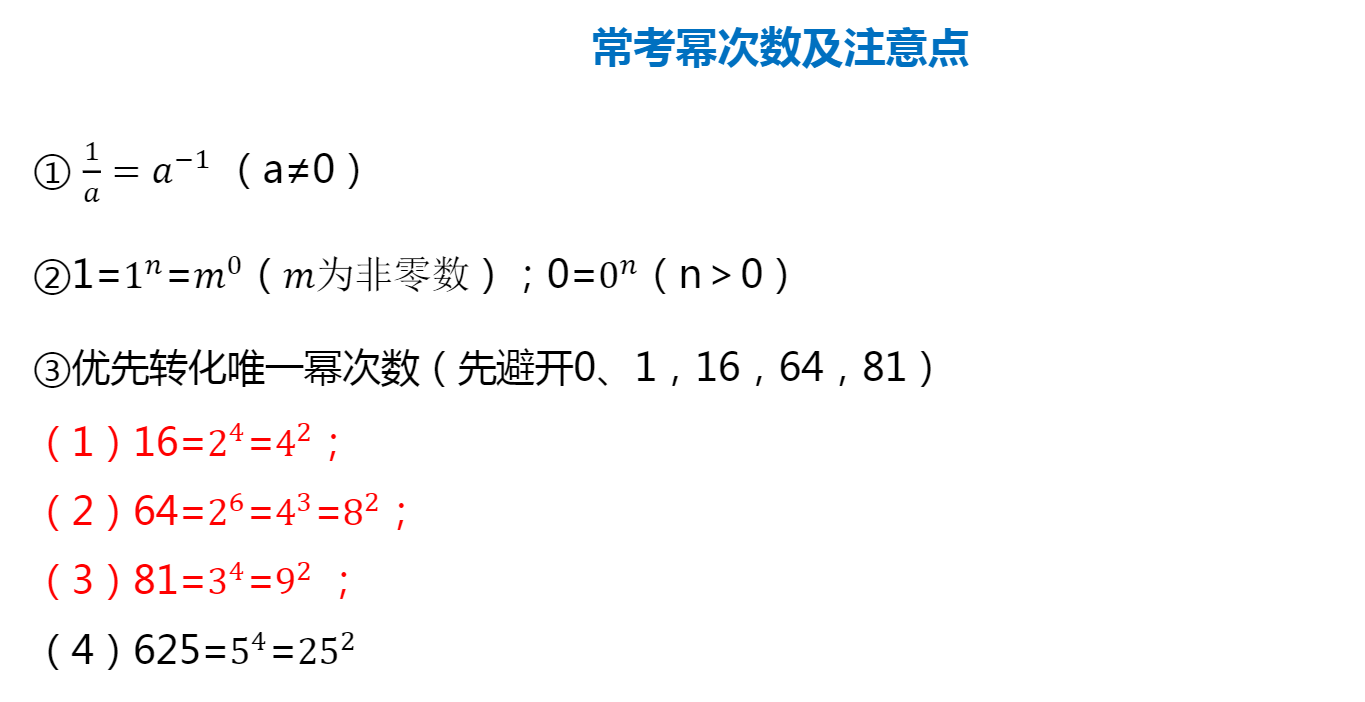 常考幂次数及注意点
① \frac{1}{a} = a^{-1}（a≠0）
②1=1^n=m^0（m为非零数）；0=0^n（n＞0）
③优先转化唯一幂次数（先避开0、1，16，64，81）
（1）16=2^4=4^2；
（2）64=2^6=4^3=8^2；
（3）81=3^4=9^2 ；
（4）625=5^4=25^2